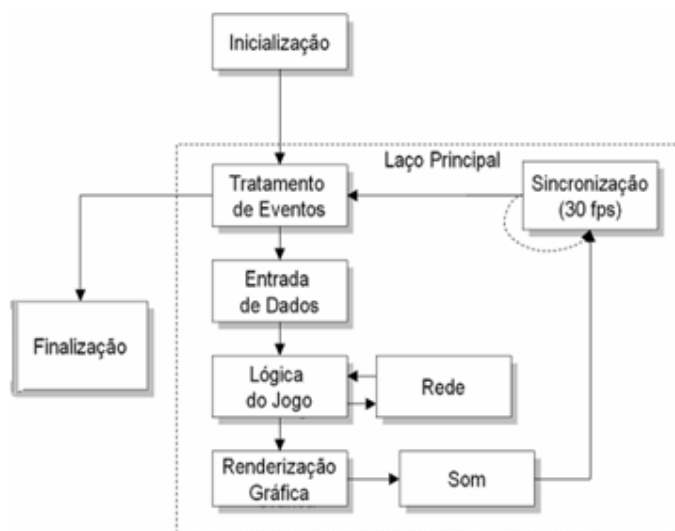 Inicialização
Laço Principal
Tratamento
de Eventos
Sincronização
(30 fps)
Entrada
de Dados
Finalização
Lógica
do Jogo
Rede
Renderização
Gráfica
Som